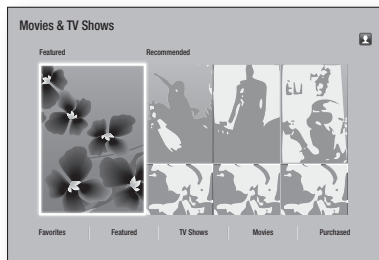 Movies & TV Shows
Featured Recommended
Favorites Featured TV Shows Movies Purchased